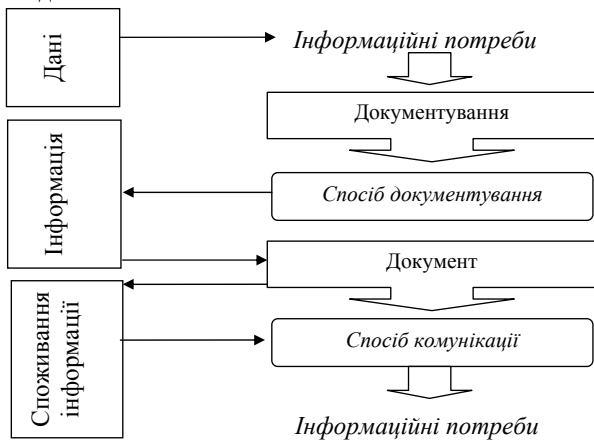 Дані
Інформаційні потреби
Документування
Інформація
Спосіб документування
Документ
Споживання
інформації
Спосіб комунікації
Інформаційні потреби